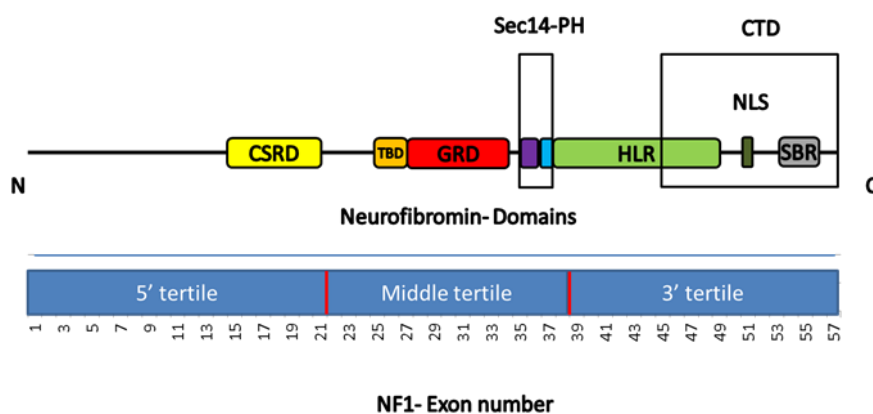 Sec14-PH CTD
NLS
CSRD TBD GRD HLR SBR
N C
Neurofibromin- Domains
5' tertile Middle tertile 3' tertile
1 3 5 7 9 11 13 15 17 19 21 23 25 27 29 31 33 35 37 39 41 43 45 47 49 51 53 55 57
NF1- Exon number